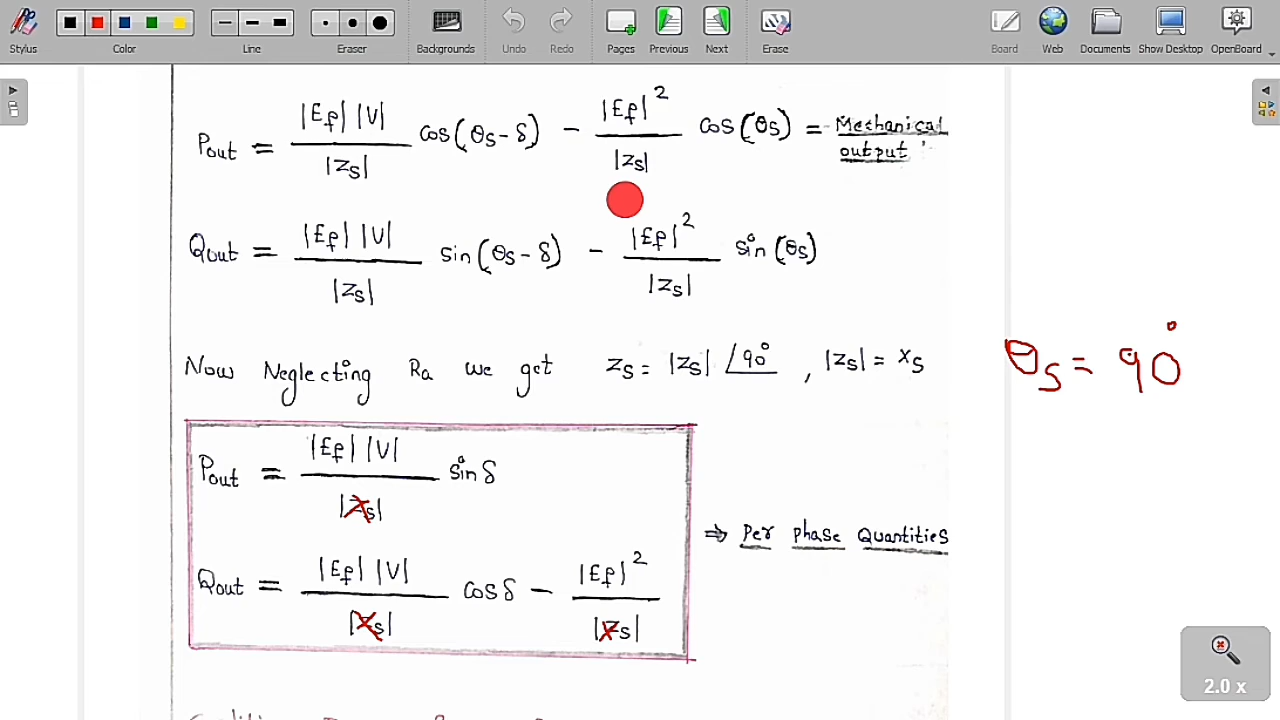 Stylus Color Line Eraser Backgrounds Undo Redo Pages Previous Next Erase Board Web Documents Show Desktop OpenBoard
Pout = |Ef| |V| / |Zs| cos(θs - δ) - |Ef|² / |Zs| cos(θs) = Mechanical output
Qout = |Ef| |V| / |Zs| sin(θs - δ) - |Ef|² / |Zs| sin(θs)
Now Neglecting Ra we get Zs = |Zs| ∠90°, |Zs| = Xs
θs = 90°
Pout = |Ef| |V| / |Xs| sin δ
⇒ Per phase Quantities
Qout = |Ef| |V| / |Xs| cos δ - |Ef|² / |Xs|
2.0 x